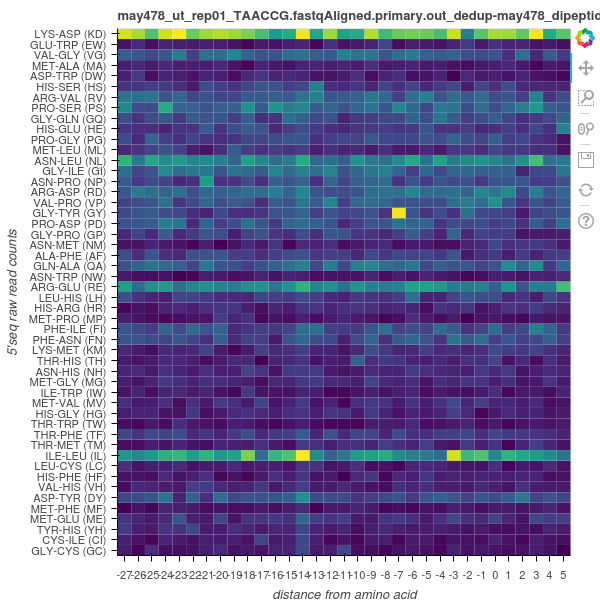 may478_ut_rep01_TAACCG.fastqAligned.primary.out_dedup-may478_dipeptid
LYS-ASP (KD)
GLU-TRP (EW)
VAL-GLY (VG)
MET-ALA (MA)
ASP-TRP (DW)
HIS-SER (HS)
ARG-VAL (RV)
PRO-SER (PS)
GLY-GLN (GQ)
HIS-GLU (HE)
PRO-GLY (PG)
MET-LEU (ML)
ASN-LEU (NL)
GLY-ILE (GI)
ASN-PRO (NP)
ARG-ASP (RD)
VAL-PRO (VP)
GLY-TYR (GY)
PRO-ASP (PD)
GLY-PRO (GP)
ASN-MET (NM)
ALA-PHE (AF)
GLN-ALA (QA)
ASN-TRP (NW)
ARG-GLU (RE)
LEU-HIS (LH)
HIS-ARG (HR)
MET-PRO (MP)
PHE-ILE (FI)
PHE-ASN (FN)
LYS-MET (KM)
THR-HIS (TH)
ASN-HIS (NH)
MET-GLY (MG)
ILE-TRP (IW)
MET-VAL (MV)
HIS-GLY (HG)
THR-TRP (TW)
THR-PHE (TF)
THR-MET (TM)
ILE-LEU (IL)
LEU-CYS (LC)
HIS-PHE (HF)
VAL-HIS (VH)
ASP-TYR (DY)
MET-PHE (MF)
MET-GLU (ME)
TYR-HIS (YH)
CYS-ILE (CI)
GLY-CYS (GC)
5'seq raw read counts
-27 -26 -25 -24 -23 -22 -21 -20 -19 -18 -17 -16 -15 -14 -13 -12 -11 -10 -9 -8 -7 -6 -5 -4 -3 -2 -1 0 1 2 3 4 5
distance from amino acid